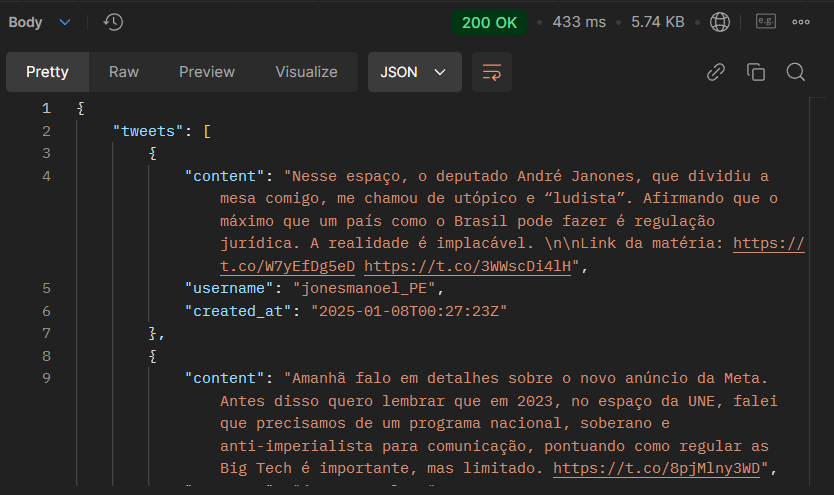 Body 200 OK • 433 ms • 5.74 KB • e.g.
Pretty Raw Preview Visualize JSON
1 {
2 "tweets": [
3 {
4 "content": "Nesse espaço, o deputado André Janones, que dividiu a
mesa comigo, me chamou de utópico e “ludista”. Afirmando que o
máximo que um país como o Brasil pode fazer é regulação
jurídica. A realidade é implacável. \n\nLink da matéria: https://
t.co/W7yEfDg5eD https://t.co/3WWscDi4lH",
5 "username": "jonesmanoel_PE",
6 "created_at": "2025-01-08T00:27:23Z"
7 },
8 {
9 "content": "Amanhã falo em detalhes sobre o novo anúncio da Meta.
Antes disso quero lembrar que em 2023, no espaço da UNE, falei
que precisamos de um programa nacional, soberano e
anti-imperialista para comunicação, pontuando como regular as
Big Tech é importante, mas limitado. https://t.co/8pjMlny3WD",